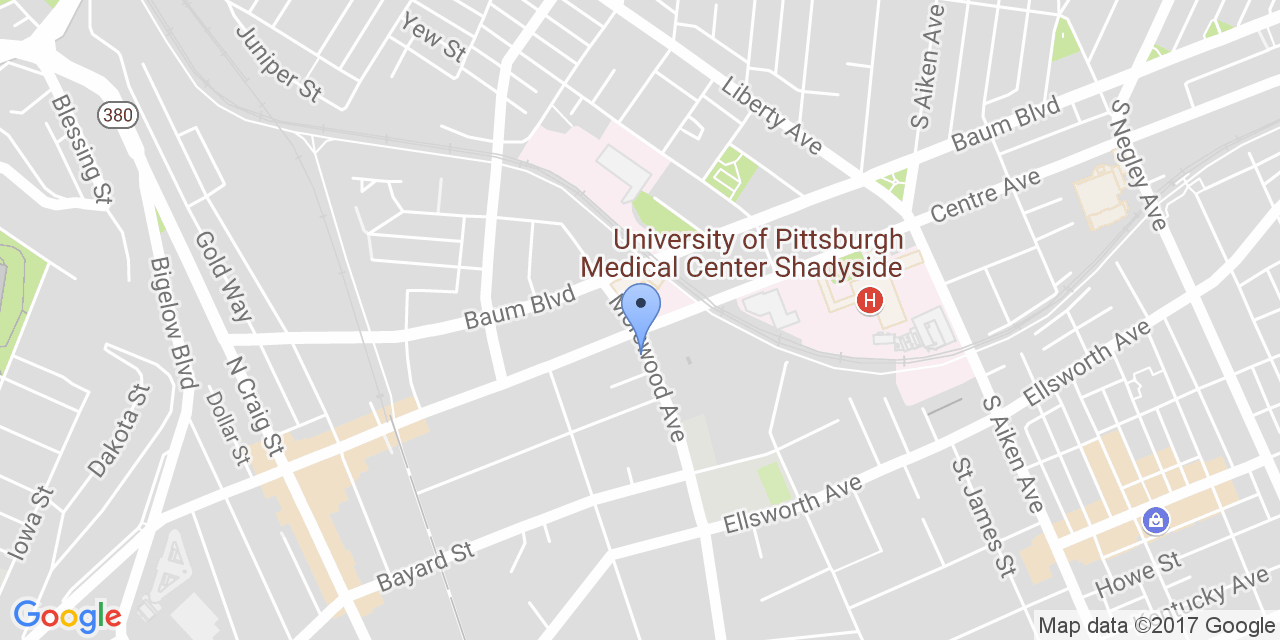 Yew St
Juniper St
S Aiken Ave
Liberty Ave
Baum Blvd
380
Blessing St
S Negley Ave
Centre Ave
University of Pittsburgh
Medical Center Shadyside
H
Gold Way
Bigelow Blvd
Baum Blvd
N Craig St
Dollar St
Dakota St
Ellsworth Ave
S Aiken Ave
Iowa St
Ellsworth Ave
St James St
Bayard St
Howe St
Kentucky Ave
Google
Map data ©2017 Google